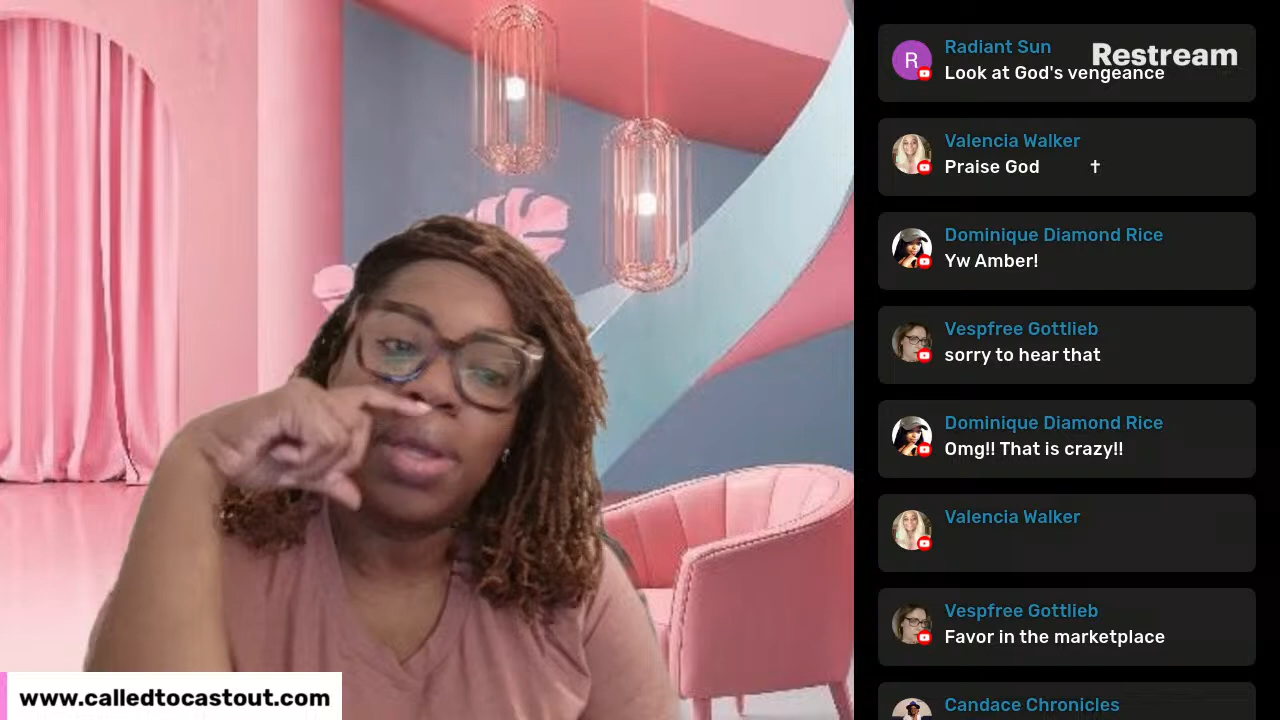 Radiant Sun
Restream
Look at God's vengeance
Valencia Walker
Praise God ✝
Dominique Diamond Rice
Yw Amber!
Vespfree Gottlieb
sorry to hear that
Dominique Diamond Rice
Omg!! That is crazy!!
Valencia Walker
Vespfree Gottlieb
Favor in the marketplace
Candace Chronicles
www.calledtocastout.com
R